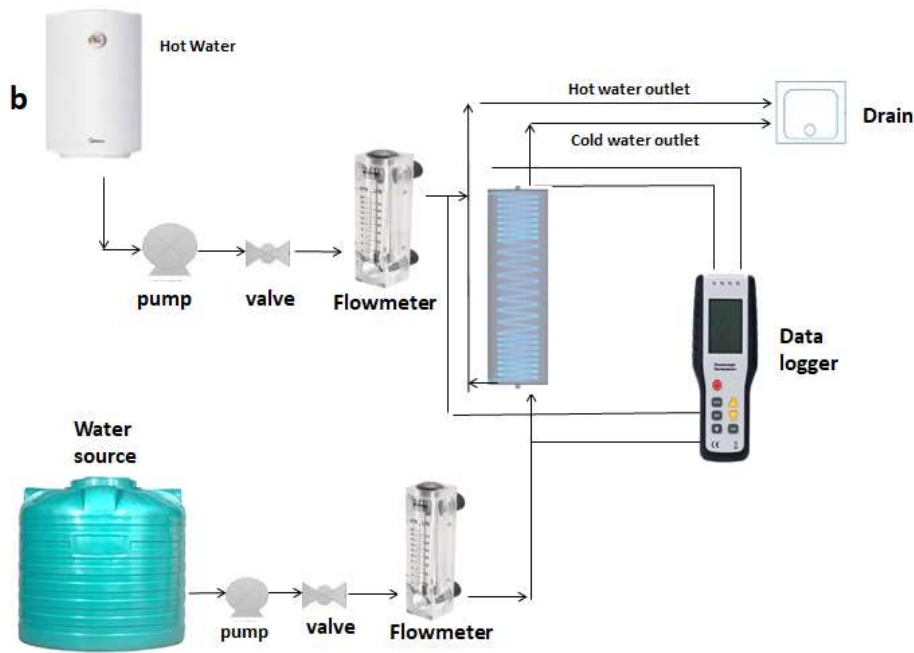 Hot Water
b
Hot water outlet
Drain
Cold water outlet
pump
valve
Flowmeter
Data
logger
Water
source
pump
valve
Flowmeter